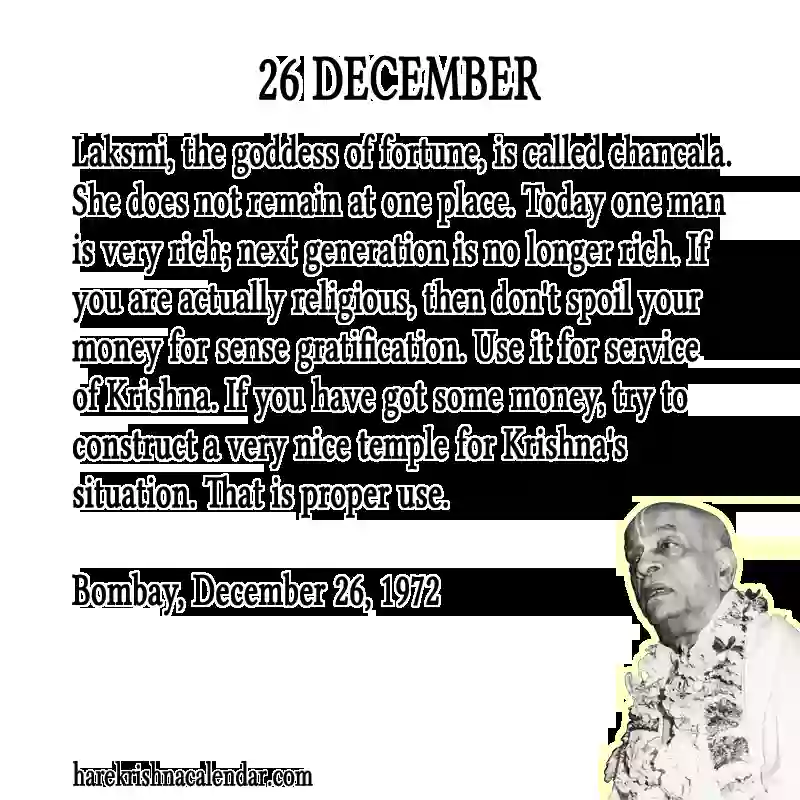 26 DECEMBER
Laksmi, the goddess of fortune, is called chancala.
She does not remain at one place. Today one man
is very rich; next generation is no longer rich. If
you are actually religious, then don't spoil your
money for sense gratification. Use it for service
of Krishna. If you have got some money, try to
construct a very nice temple for Krishna's
situation. That is proper use.
Bombay, December 26, 1972
harekrishnacalendar.com